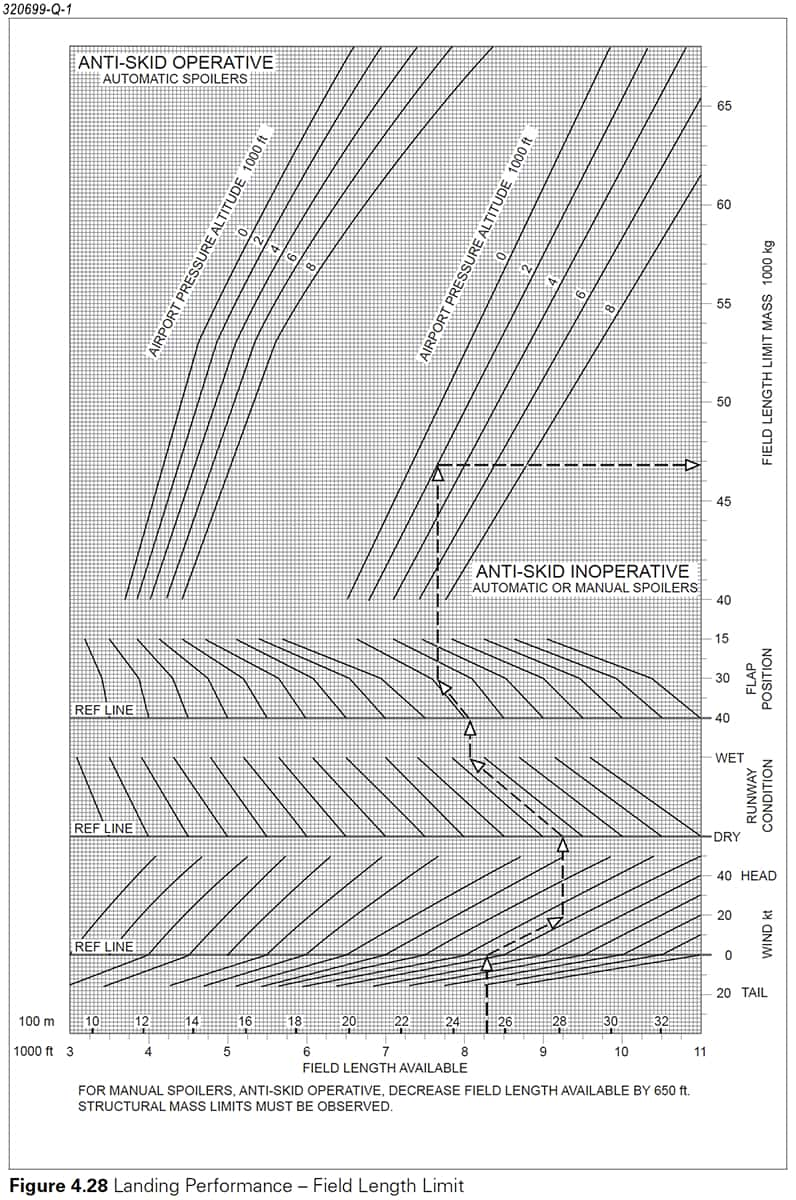 320699-Q-1
ANTI-SKID OPERATIVE
AUTOMATIC SPOILERS
AIRPORT PRESSURE ALTITUDE 1000 ft
0
2
4
6
8
AIRPORT PRESSURE ALTITUDE 1000 ft
0
2
4
6
8
65
60
55
50
45
40
FIELD LENGTH LIMIT MASS 1000 kg
ANTI-SKID INOPERATIVE
AUTOMATIC OR MANUAL SPOILERS
15
30
40
FLAP
POSITION
REF LINE
WET
DRY
RUNWAY
CONDITION
REF LINE
40 HEAD
20
0
20 TAIL
WIND kt
REF LINE
100 m 10 12 14 16 18 20 22 24 26 28 30 32
1000 ft 3 4 5 6 7 8 9 10 11
FIELD LENGTH AVAILABLE
FOR MANUAL SPOILERS, ANTI-SKID OPERATIVE, DECREASE FIELD LENGTH AVAILABLE BY 650 ft.
STRUCTURAL MASS LIMITS MUST BE OBSERVED.
Figure 4.28 Landing Performance – Field Length Limit